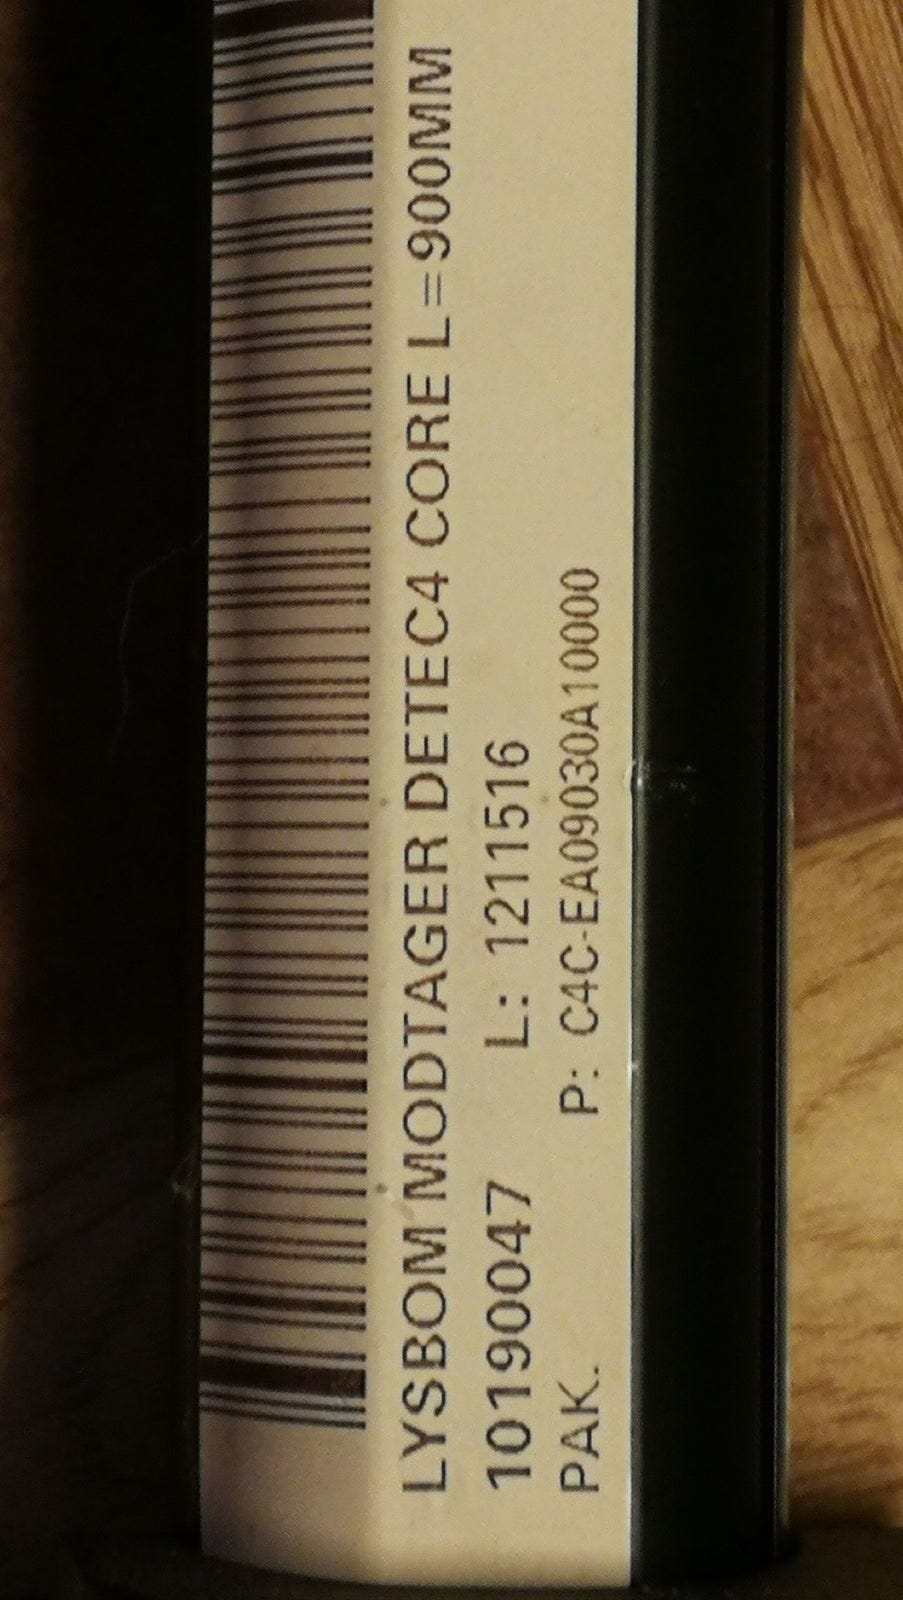 LYSBOM MODTAGER DETEC4 CORE L=900MM
10190047 L: 1211516
PAK. P: C4C-EA09030A10000